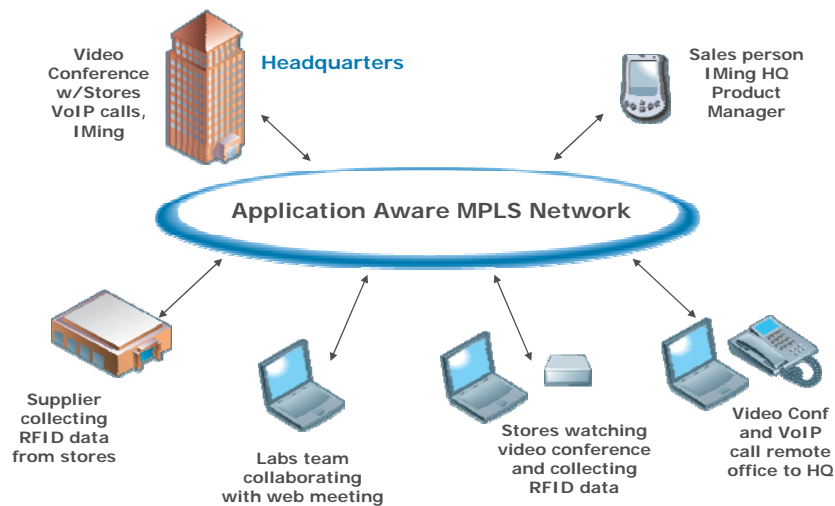 Video
Conference
w/Stores
VoIP calls,
IMing
Headquarters
Sales person
IMing HQ
Product
Manager
Application Aware MPLS Network
Supplier
collecting
RFID data
from stores
Labs team
collaborating
with web meeting
Stores watching
video conference
and collecting
RFID data
Video Conf
and VoIP
call remote
office to HQ